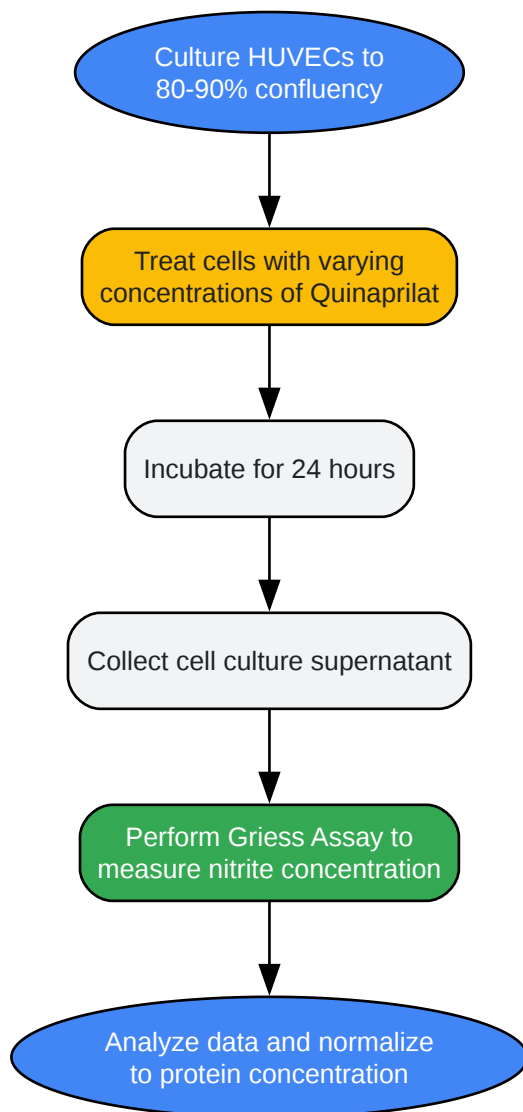 Culture HUVECs to
80-90% confluency
Treat cells with varying
concentrations of Quinaprilat
Incubate for 24 hours
Collect cell culture supernatant
Perform Griess Assay to
measure nitrite concentration
Analyze data and normalize
to protein concentration